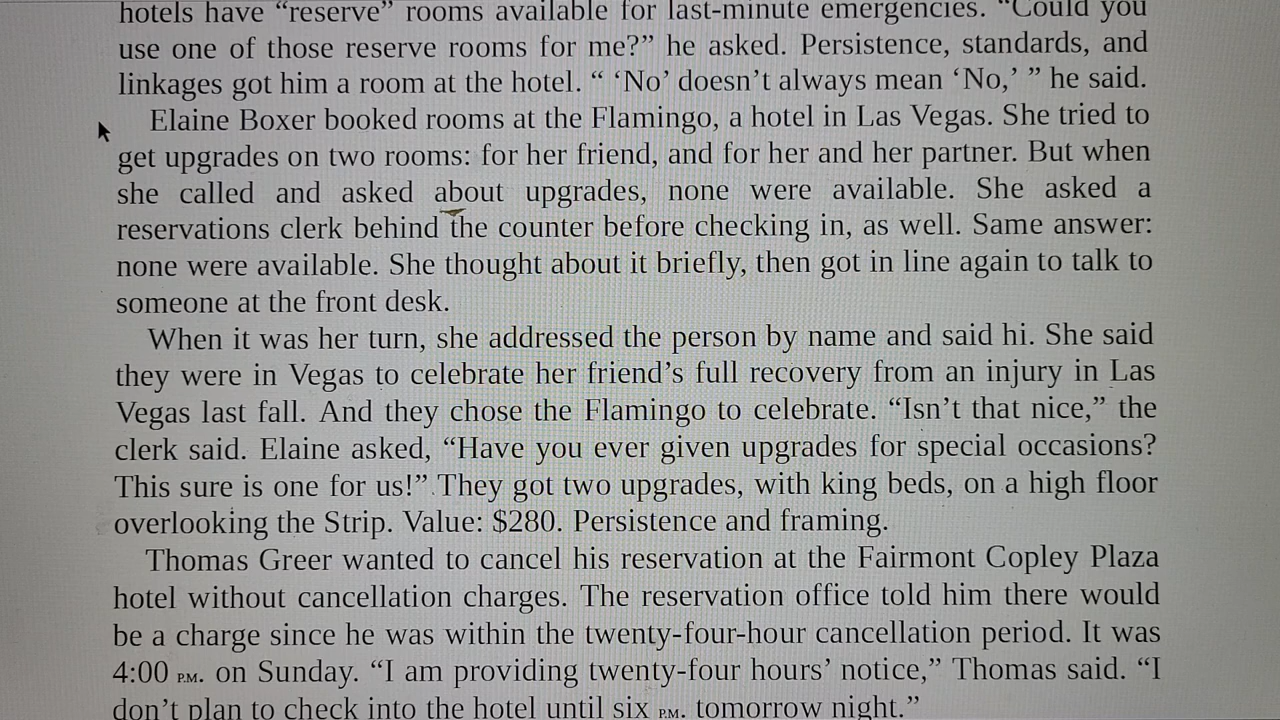 hotels have “reserve” rooms available for last-minute emergencies. “Could you
use one of those reserve rooms for me?” he asked. Persistence, standards, and
linkages got him a room at the hotel. “ ‘No’ doesn’t always mean ‘No,’ ” he said.
Elaine Boxer booked rooms at the Flamingo, a hotel in Las Vegas. She tried to
get upgrades on two rooms: for her friend, and for her and her partner. But when
she called and asked about upgrades, none were available. She asked a
reservations clerk behind the counter before checking in, as well. Same answer:
none were available. She thought about it briefly, then got in line again to talk to
someone at the front desk.
When it was her turn, she addressed the person by name and said hi. She said
they were in Vegas to celebrate her friend’s full recovery from an injury in Las
Vegas last fall. And they chose the Flamingo to celebrate. “Isn’t that nice,” the
clerk said. Elaine asked, “Have you ever given upgrades for special occasions?
This sure is one for us!” They got two upgrades, with king beds, on a high floor
overlooking the Strip. Value: $280. Persistence and framing.
Thomas Greer wanted to cancel his reservation at the Fairmont Copley Plaza
hotel without cancellation charges. The reservation office told him there would
be a charge since he was within the twenty-four-hour cancellation period. It was
4:00 P.M. on Sunday. “I am providing twenty-four hours’ notice,” Thomas said. “I
don’t plan to check into the hotel until six P.M. tomorrow night.”